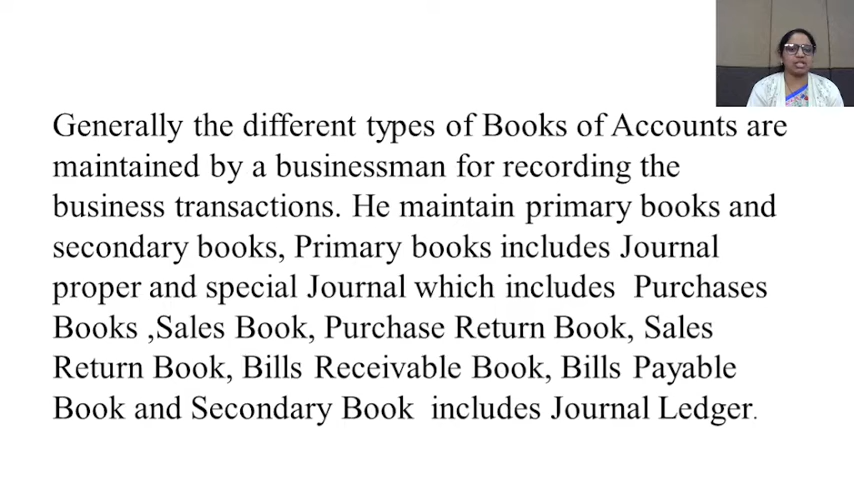 Generally the different types of Books of Accounts are
maintained by a businessman for recording the
business transactions. He maintain primary books and
secondary books, Primary books includes Journal
proper and special Journal which includes Purchases
Books ,Sales Book, Purchase Return Book, Sales
Return Book, Bills Receivable Book, Bills Payable
Book and Secondary Book includes Journal Ledger.